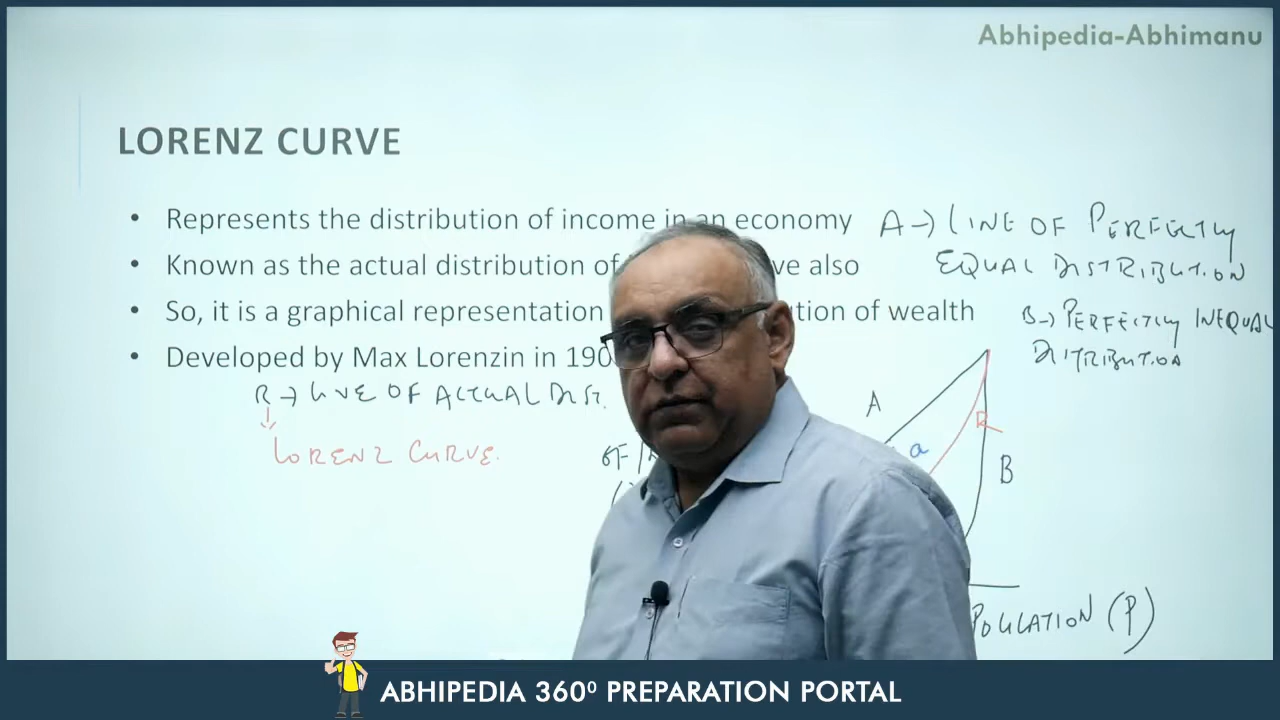 Abhipedia-Abhimanu
LORENZ CURVE
• Represents the distribution of income in an economy
A → LINE OF PERFECTLY
EQUAL DISTRIBUTION
• Known as the actual distribution of ve also
• So, it is a graphical representation ution of wealth
B → PERFECTLY INEQUAL
DISTRIBUTION
• Developed by Max Lorenzin in 190
R → LINE OF ACTUAL DIST.
LORENZ CURVE.
A
R
a
B
OF
POPULATION (P)
ABHIPEDIA 360⁰ PREPARATION PORTAL